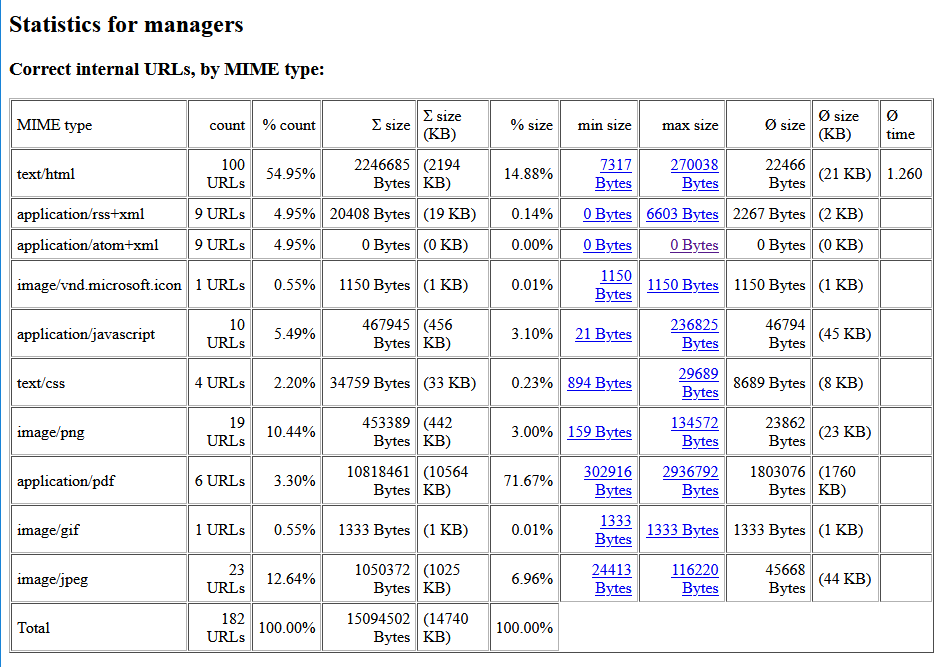 Statistics for managers
Correct internal URLs, by MIME type:
MIME type count % count Σ size Σ size (KB) % size min size max size Ø size Ø size (KB) Ø time
text/html 100 URLs 54.95% 2246685 Bytes (2194 KB) 14.88% 7317 Bytes 270038 Bytes 22466 Bytes (21 KB) 1.260
application/rss+xml 9 URLs 4.95% 20408 Bytes (19 KB) 0.14% 0 Bytes 6603 Bytes 2267 Bytes (2 KB)
application/atom+xml 9 URLs 4.95% 0 Bytes (0 KB) 0.00% 0 Bytes 0 Bytes 0 Bytes (0 KB)
image/vnd.microsoft.icon 1 URLs 0.55% 1150 Bytes (1 KB) 0.01% 1150 Bytes 1150 Bytes 1150 Bytes (1 KB)
application/javascript 10 URLs 5.49% 467945 Bytes (456 KB) 3.10% 21 Bytes 236825 Bytes 46794 Bytes (45 KB)
text/css 4 URLs 2.20% 34759 Bytes (33 KB) 0.23% 894 Bytes 29689 Bytes 8689 Bytes (8 KB)
image/png 19 URLs 10.44% 453389 Bytes (442 KB) 3.00% 159 Bytes 134572 Bytes 23862 Bytes (23 KB)
application/pdf 6 URLs 3.30% 10818461 Bytes (10564 KB) 71.67% 302916 Bytes 2936792 Bytes 1803076 Bytes (1760 KB)
image/gif 1 URLs 0.55% 1333 Bytes (1 KB) 0.01% 1333 Bytes 1333 Bytes 1333 Bytes (1 KB)
image/jpeg 23 URLs 12.64% 1050372 Bytes (1025 KB) 6.96% 24413 Bytes 116220 Bytes 45668 Bytes (44 KB)
Total 182 URLs 100.00% 15094502 Bytes (14740 KB) 100.00%